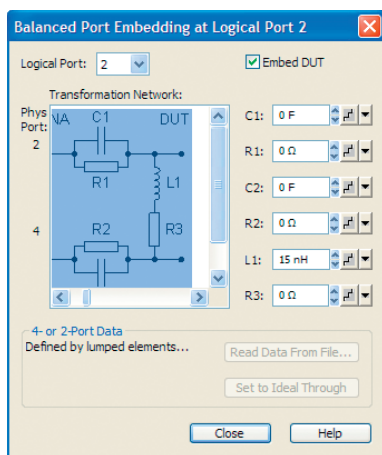 Balanced Port Embedding at Logical Port 2
Logical Port: 2
Embed DUT
Transformation Network:
Phys Port:
2
4
NA C1 DUT
R1 L1
R2 R3
C1: 0 F
R1: 0 Ω
C2: 0 F
R2: 0 Ω
L1: 15 nH
R3: 0 Ω
4- or 2-Port Data
Defined by lumped elements...
Read Data From File...
Set to Ideal Through
Close Help